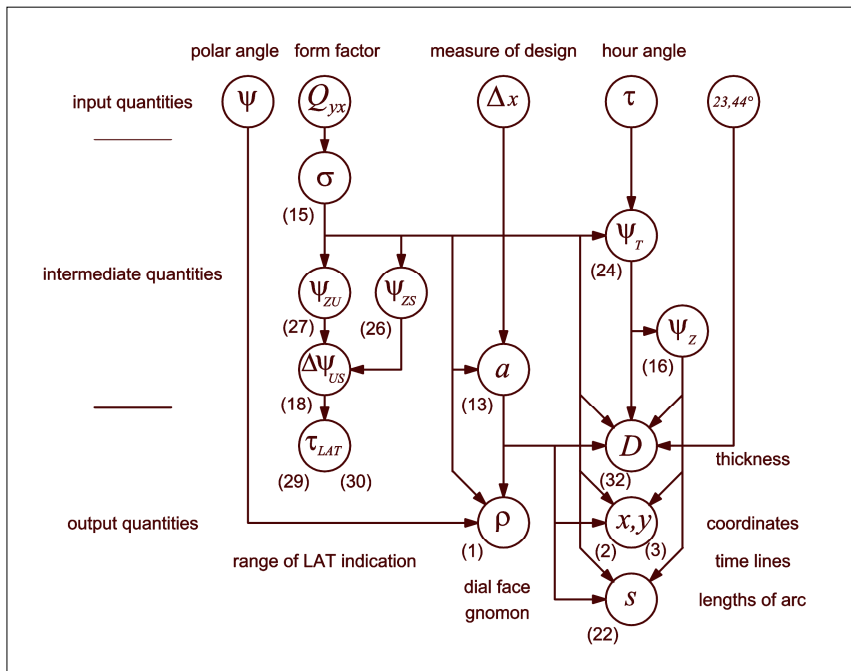 polar angle form factor measure of design hour angle
input quantities ψ Q_yx Δx τ 23,44°
σ
(15)
ψ_T
(24)
intermediate quantities ψ_ZU ψ_ZS
(27) (26)
ψ_Z
(16)
Δψ_US a
(18) (13)
τ_LAT D
thickness
(29) (30) (32)
output quantities ρ x,y coordinates
(1) (2) (3)
range of LAT indication time lines
dial face
gnomon
s lengths of arc
(22)